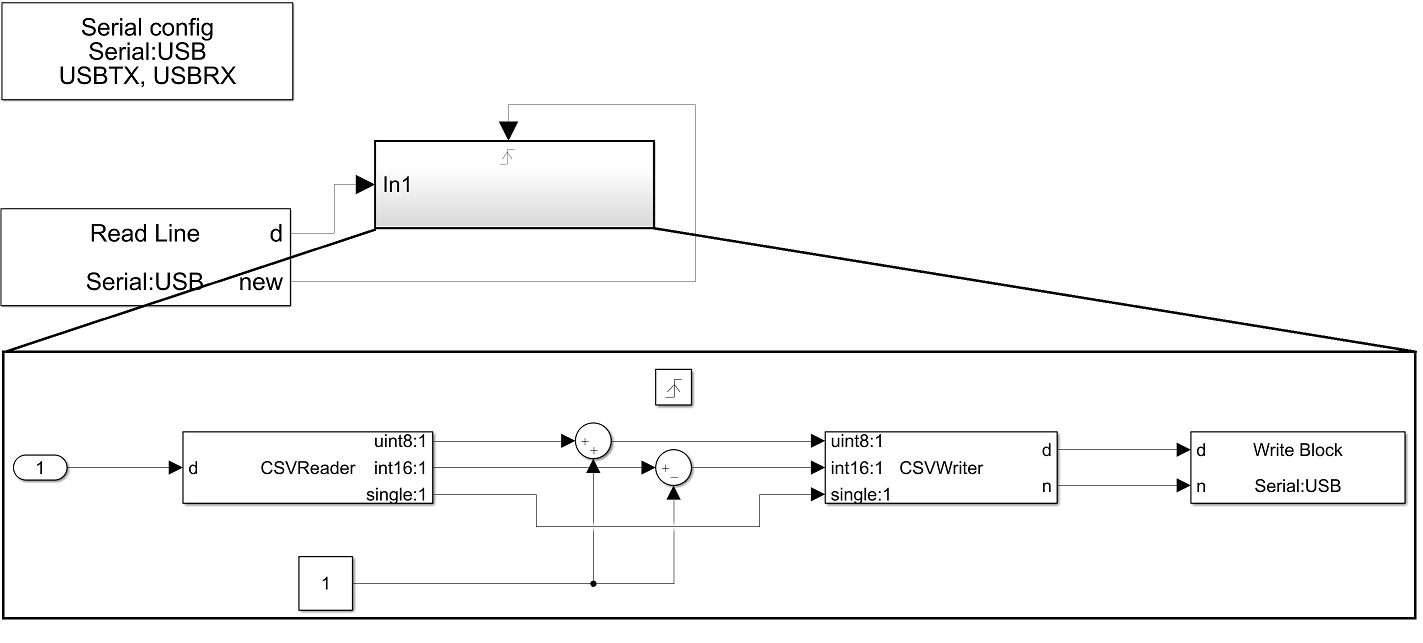 Serial config
Serial:USB
USBTX, USBRX
In1
Read Line d
Serial:USB new
1
d
CSVReader
uint8:1
int16:1
single:1
+
+
+
−
uint8:1
int16:1
single:1
CSVWriter
d
n
d Write Block
n Serial:USB
1